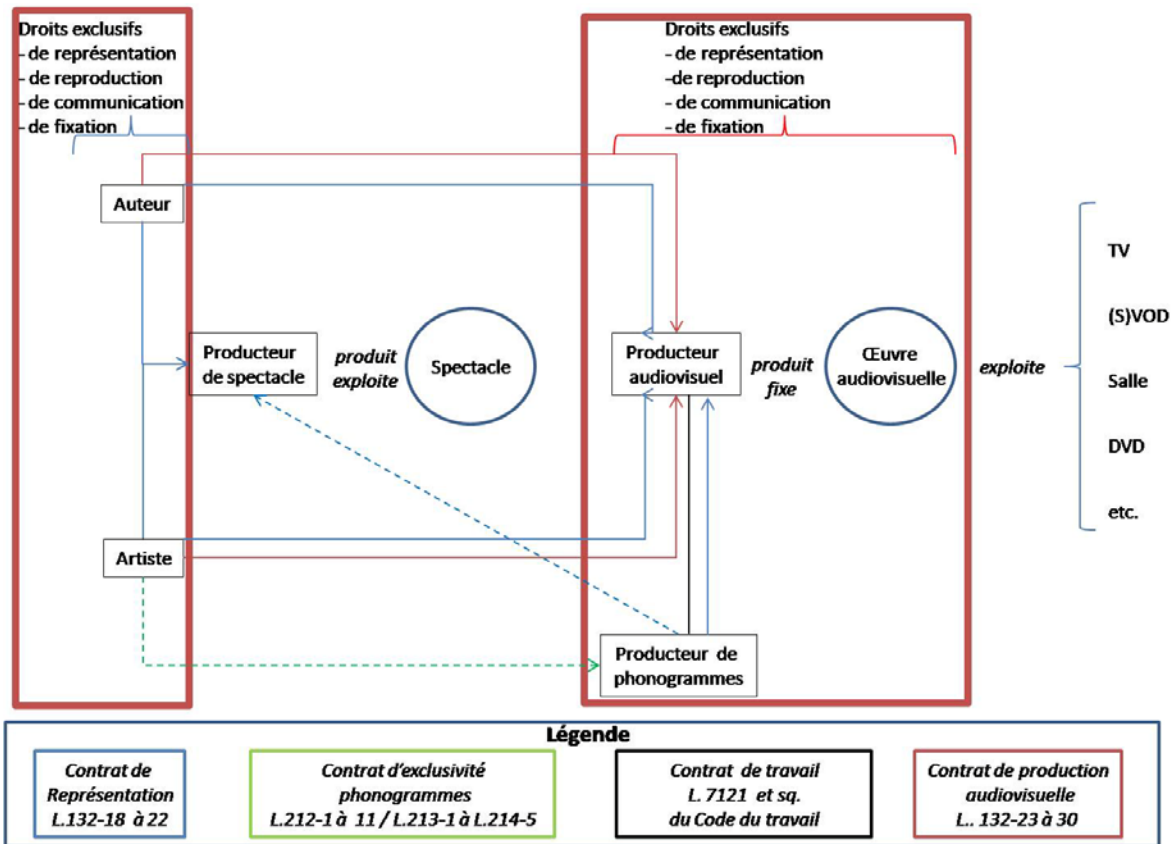 Droits exclusifs
- de représentation
- de reproduction
- de communication
- de fixation
Droits exclusifs
- de représentation
-de reproduction
- de communication
- de fixation
Auteur
Producteur
de spectacle
produit
exploite
Spectacle
Producteur
audiovisuel
produit
fixe
Œuvre
audiovisuelle
exploite
TV
(S)VOD
Salle
DVD
etc.
Artiste
Producteur de
phonogrammes
Légende
Contrat de
Représentation
L.132-18 à 22
Contrat d'exclusivité
phonogrammes
L.212-1 à 11 / L.213-1 à L.214-5
Contrat de travail
L. 7121 et sq.
du Code du travail
Contrat de production
audiovisuelle
L.. 132-23 à 30